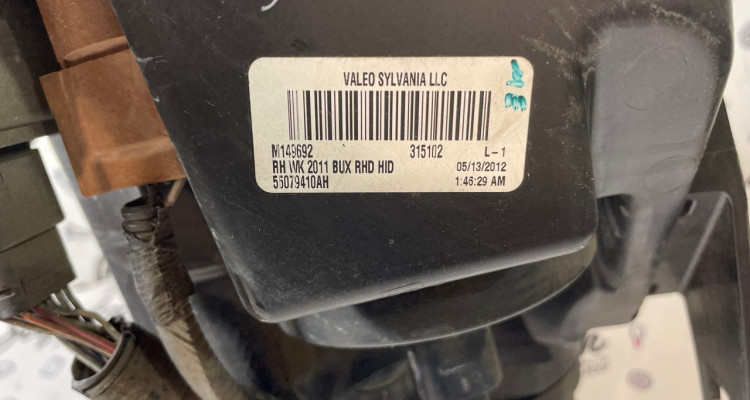 VALEO SYLVANIA LLC
M149692 315102 L-1
RH WK 2011 BUX RHD HID 05/13/2012
55079410AH 1:46:29 AM